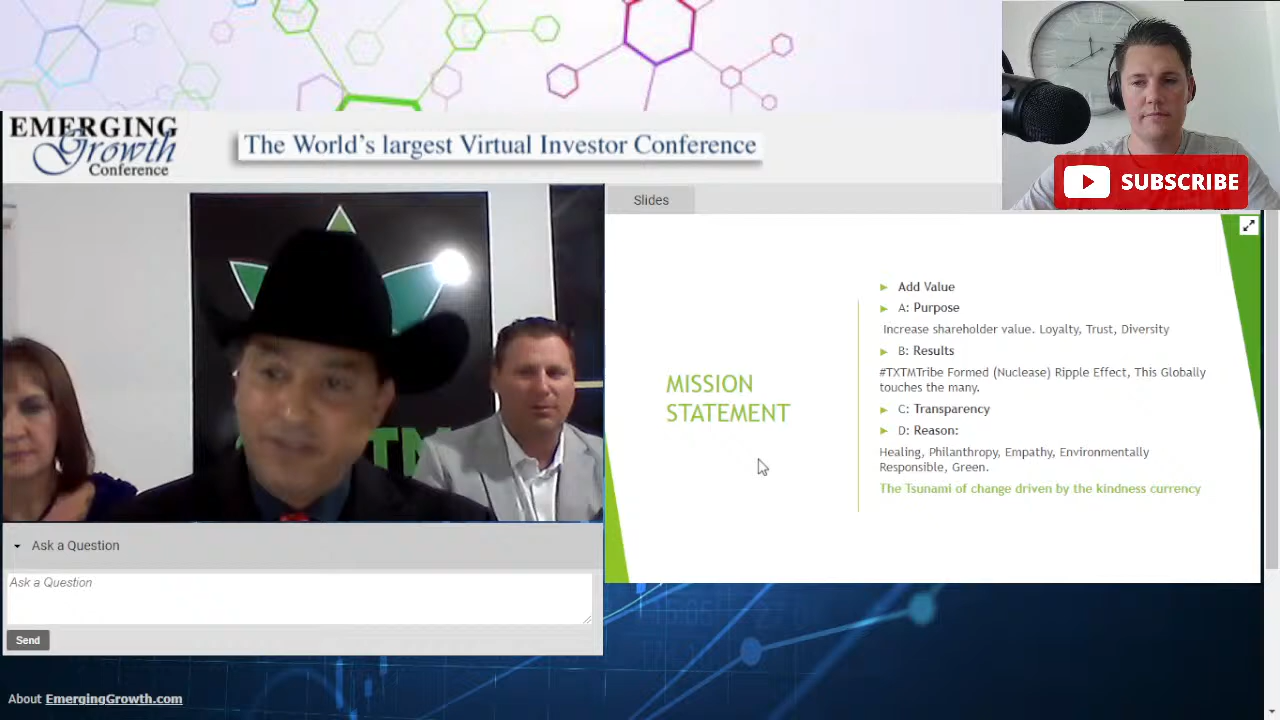 EMERGING
Growth
Conference
The World's largest Virtual Investor Conference
SUBSCRIBE
Slides
MISSION
STATEMENT
Add Value
A: Purpose
Increase shareholder value. Loyalty, Trust, Diversity
B: Results
#TXTMTribe Formed (Nuclease) Ripple Effect, This Globally
touches the many.
C: Transparency
D: Reason:
Healing, Philanthropy, Empathy, Environmentally
Responsible, Green.
The Tsunami of change driven by the kindness currency
Ask a Question
Ask a Question
Send
About EmergingGrowth.com